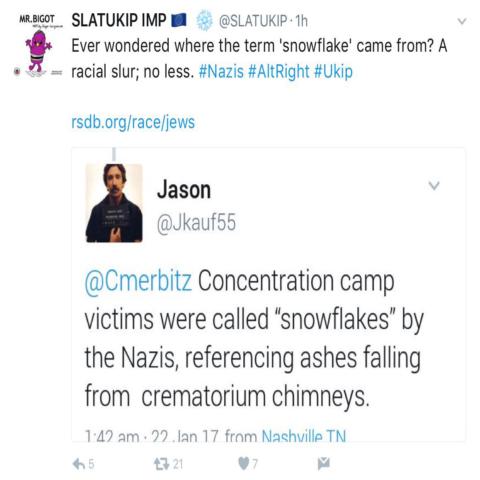 MR.BIGOT
SLATUKIP IMP @SLATUKIP · 1h
Ever wondered where the term 'snowflake' came from? A
racial slur; no less. #Nazis #AltRight #Ukip
rsdb.org/race/jews
Jason
@Jkauf55
@Cmerbitz Concentration camp
victims were called “snowflakes” by
the Nazis, referencing ashes falling
from crematorium chimneys.
1:42 am · 22 Jan 17 from Nashville TN
5 21 7